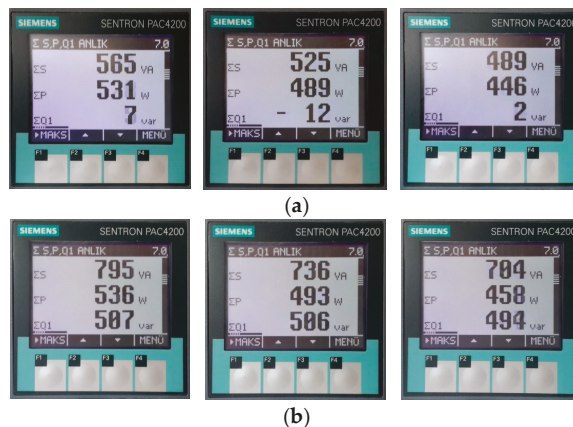 SIEMENS SENTRON PAC4200
Σ S,P,Q1 ANLIK 7.0
ΣS 565 VA
ΣP 531 W
ΣQ1 7 var
▶MAKS ▲ ▼ MENÜ
F1 F2 F3 F4
SIEMENS SENTRON PAC4200
Σ S,P,Q1 ANLIK 7.0
ΣS 525 VA
ΣP 489 W
ΣQ1 - 12 var
▶MAKS ▲ ▼ MENÜ
F1 F2 F3 F4
SIEMENS SENTRON PAC4200
Σ S,P,Q1 ANLIK 7.0
ΣS 489 VA
ΣP 446 W
ΣQ1 2 var
▶MAKS ▲ ▼ MENÜ
F1 F2 F3 F4
(a)
SIEMENS SENTRON PAC4200
Σ S,P,Q1 ANLIK 7.0
ΣS 795 VA
ΣP 536 W
ΣQ1 507 var
▶MAKS ▲ ▼ MENÜ
F1 F2 F3 F4
SIEMENS SENTRON PAC4200
Σ S,P,Q1 ANLIK 7.0
ΣS 736 VA
ΣP 493 W
ΣQ1 506 var
▶MAKS ▲ ▼ MENÜ
F1 F2 F3 F4
SIEMENS SENTRON PAC4200
Σ S,P,Q1 ANLIK 7.0
ΣS 704 VA
ΣP 458 W
ΣQ1 494 var
▶MAKS ▲ ▼ MENÜ
F1 F2 F3 F4
(b)